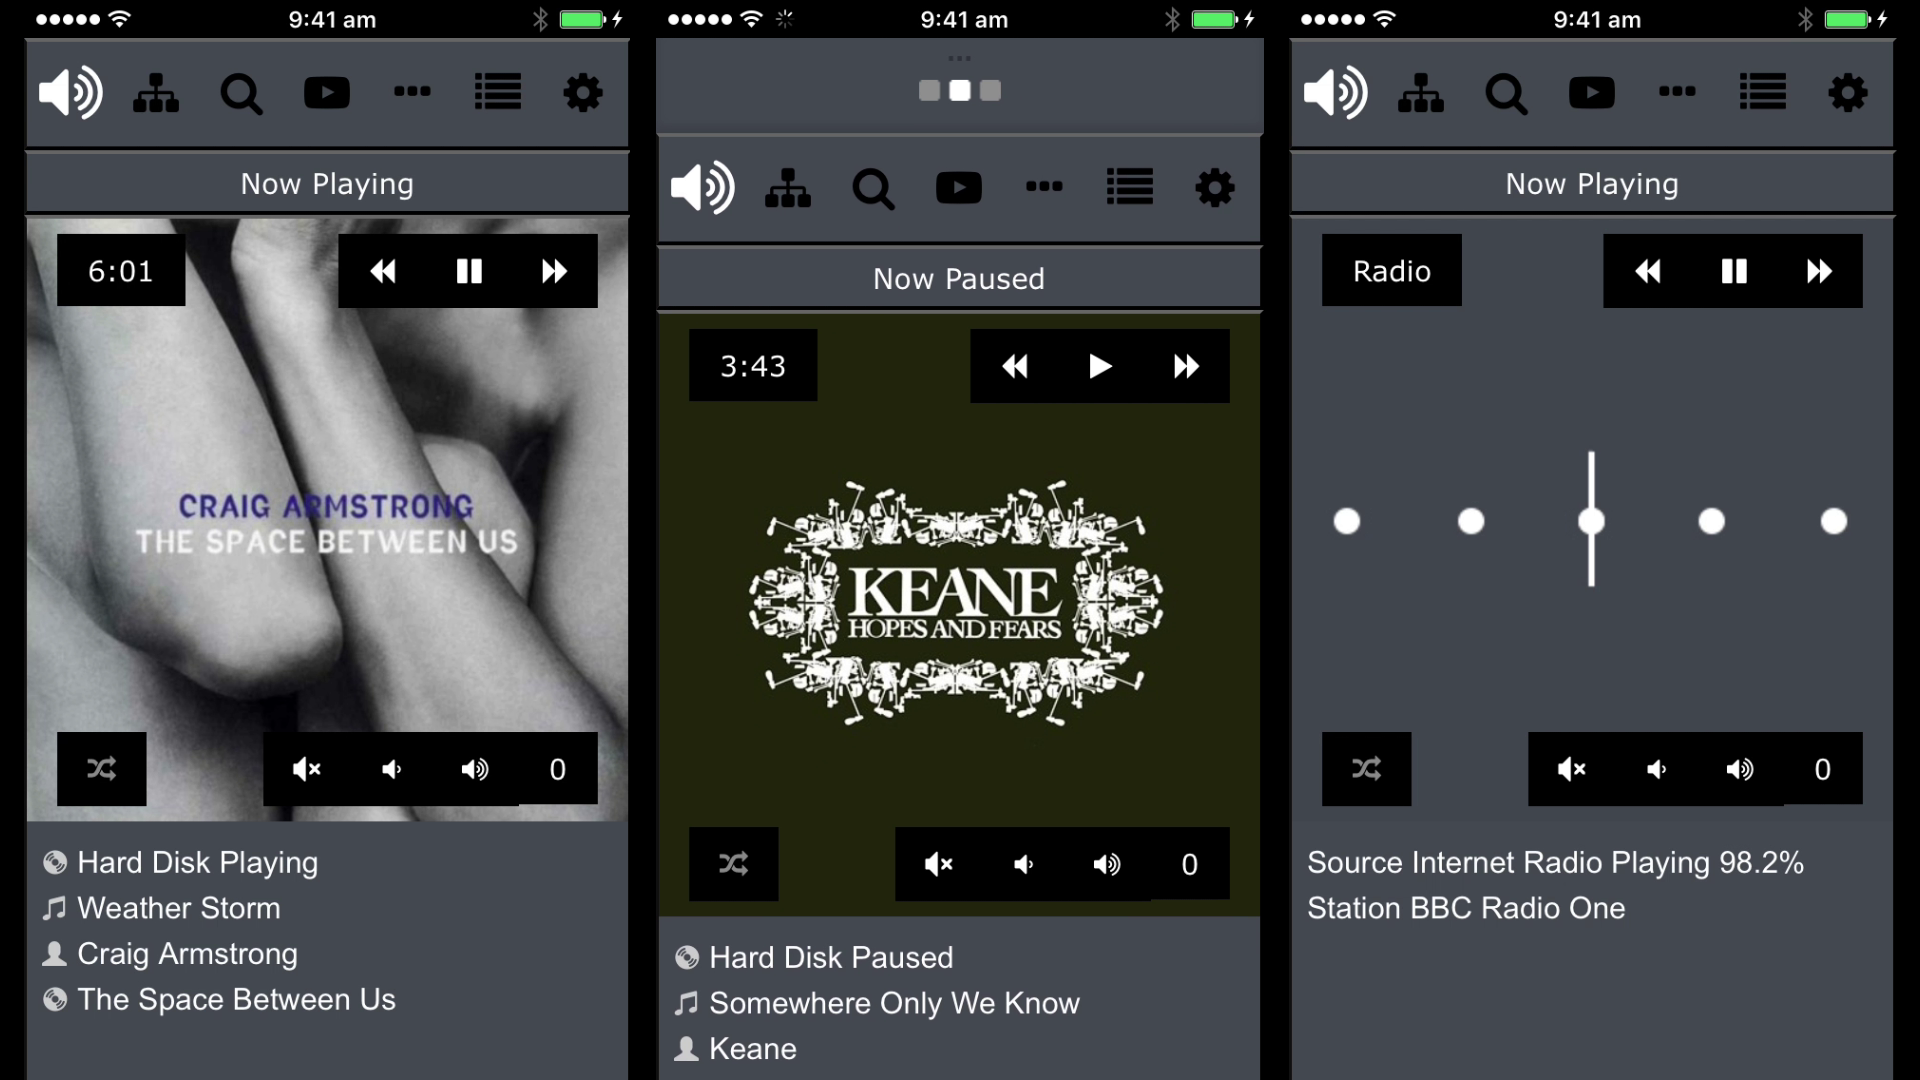 9:41 am
Now Playing
6:01
CRAIG ARMSTRONG
THE SPACE BETWEEN US
0
Hard Disk Playing
Weather Storm
Craig Armstrong
The Space Between Us
9:41 am
Now Paused
3:43
KEANE
HOPES AND FEARS
0
Hard Disk Paused
Somewhere Only We Know
Keane
9:41 am
Now Playing
Radio
0
Source Internet Radio Playing 98.2%
Station BBC Radio One